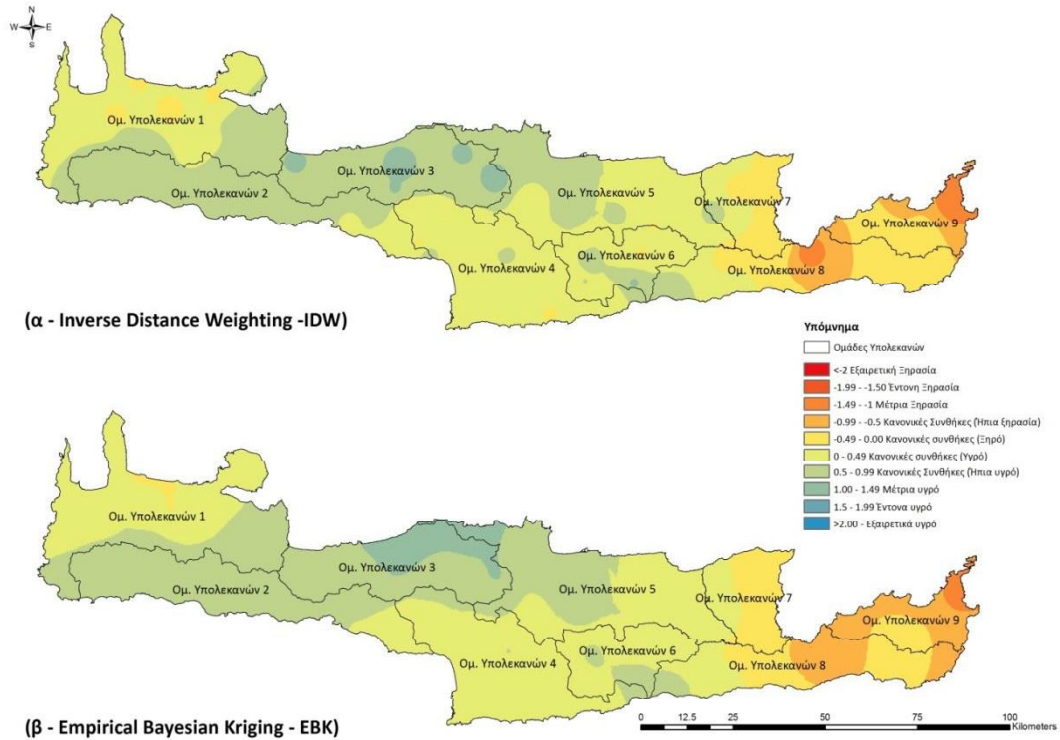 N
W E
S
Ομ. Υπολεκανών 1
Ομ. Υπολεκανών 2
Ομ. Υπολεκανών 3
Ομ. Υπολεκανών 4
Ομ. Υπολεκανών 5
Ομ. Υπολεκανών 6
Ομ. Υπολεκανών 7
Ομ. Υπολεκανών 8
Ομ. Υπολεκανών 9
(α - Inverse Distance Weighting -IDW)
Υπόμνημα
Ομάδες Υπολεκανών
<-2 Εξαιρετική Ξηρασία
-1.99 - -1.50 Έντονη Ξηρασία
-1.49 - -1 Μέτρια Ξηρασία
-0.99 - -0.5 Κανονικές Συνθήκες (Ήπια ξηρασία)
-0.49 - 0.00 Κανονικές συνθήκες (Ξηρό)
0 - 0.49 Κανονικές συνθήκες (Υγρό)
0.5 - 0.99 Κανονικές Συνθήκες (Ήπια υγρό)
1.00 - 1.49 Μέτρια υγρό
1.5 - 1.99 Έντονα υγρό
>2.00 - Εξαιρετικά υγρό
Ομ. Υπολεκανών 1
Ομ. Υπολεκανών 2
Ομ. Υπολεκανών 3
Ομ. Υπολεκανών 4
Ομ. Υπολεκανών 5
Ομ. Υπολεκανών 6
Ομ. Υπολεκανών 7
Ομ. Υπολεκανών 8
Ομ. Υπολεκανών 9
(β - Empirical Bayesian Kriging - EBK)
0 12.5 25 50 75 100
Kilometers